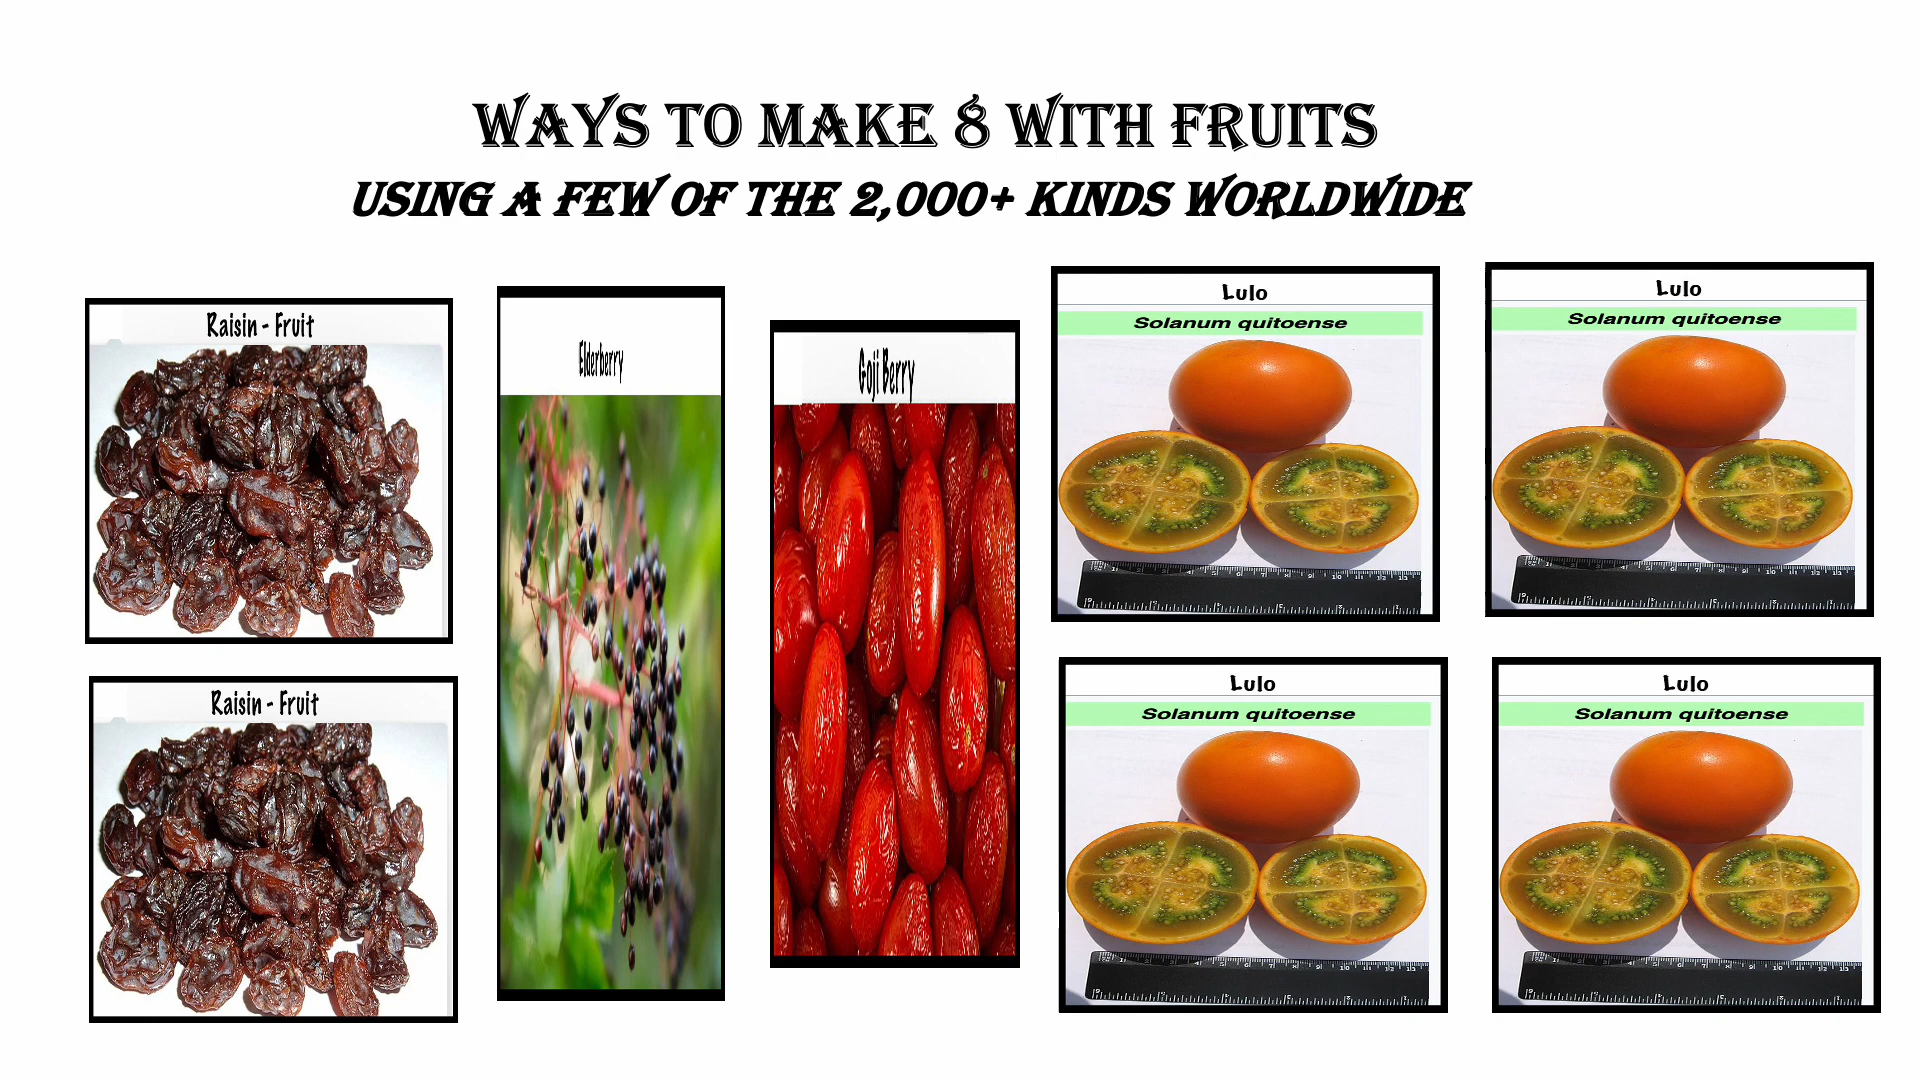 WAYS TO MAKE 8 WITH FRUITS
USING A FEW OF THE 2,000+ KINDS WORLDWIDE
Raisin - Fruit
Elderberry
Goji Berry
Lulo
Solanum quitoense
Lulo
Solanum quitoense
Raisin - Fruit
Lulo
Solanum quitoense
Lulo
Solanum quitoense